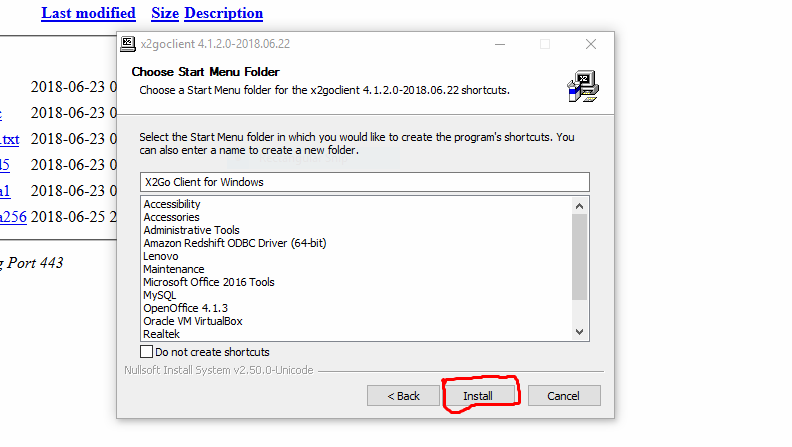 Last modified Size Description
x2goclient 4.1.2.0-2018.06.22
Choose Start Menu Folder
Choose a Start Menu folder for the x2goclient 4.1.2.0-2018.06.22 shortcuts.
2018-06-23 0
2018-06-23 0
.txt 2018-06-23 0
2018-06-23 0
a1 2018-06-23 0
a256 2018-06-25 2
g Port 443
Select the Start Menu folder in which you would like to create the program's shortcuts. You
can also enter a name to create a new folder.
X2Go Client for Windows
Accessibility
Accessories
Administrative Tools
Amazon Redshift ODBC Driver (64-bit)
Lenovo
Maintenance
Microsoft Office 2016 Tools
MySQL
OpenOffice 4.1.3
Oracle VM VirtualBox
Realtek
Do not create shortcuts
Nullsoft Install System v2.50.0-Unicode
< Back
Install
Cancel